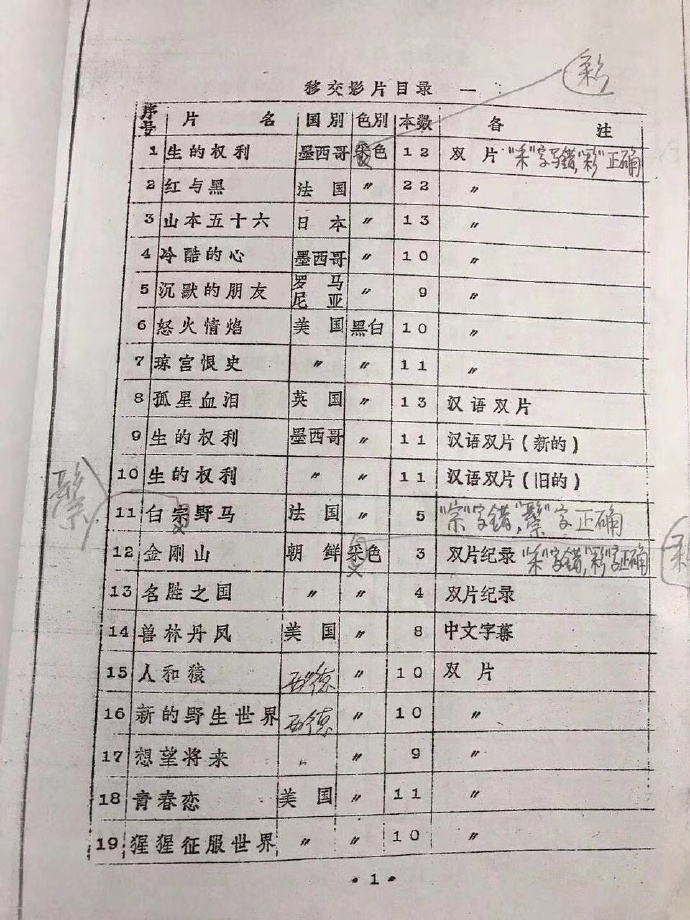 移交影片目录 一
彩
序号 片名 国别 色别 本数 备注
1 生的权利 墨西哥 采色 12 双片 "采"字写错,"彩"正确
2 红与黑 法国 〃 22 〃
3 山本五十六 日本 〃 13 〃
4 冷酷的心 墨西哥 〃 10 〃
5 沉默的朋友 罗马尼亚 〃 9 〃
6 怒火情焰 美国 黑白 10 〃
7 琼宫恨史 〃 〃 11 〃
8 孤星血泪 英国 〃 13 汉语双片
9 生的权利 墨西哥 〃 11 汉语双片(新的)
10 生的权利 〃 〃 11 汉语双片(旧的)
鬃
11 白宗野马 法国 〃 5 "宗"字错,"鬃"字正确
12 金刚山 朝鲜 采色 3 双片纪录 "采"字错,"彩"字正确
彩
13 名胜之国 〃 〃 4 双片纪录
14 兽林丹凤 美国 〃 8 中文字幕
15 人和猿 西德 〃 10 双片
16 新的野生世界 西德 〃 10 〃
17 想望将来 〃 〃 9 〃
18 青春恋 美国 〃 11 〃
19 猩猩征服世界 〃 〃 10 〃
·1·